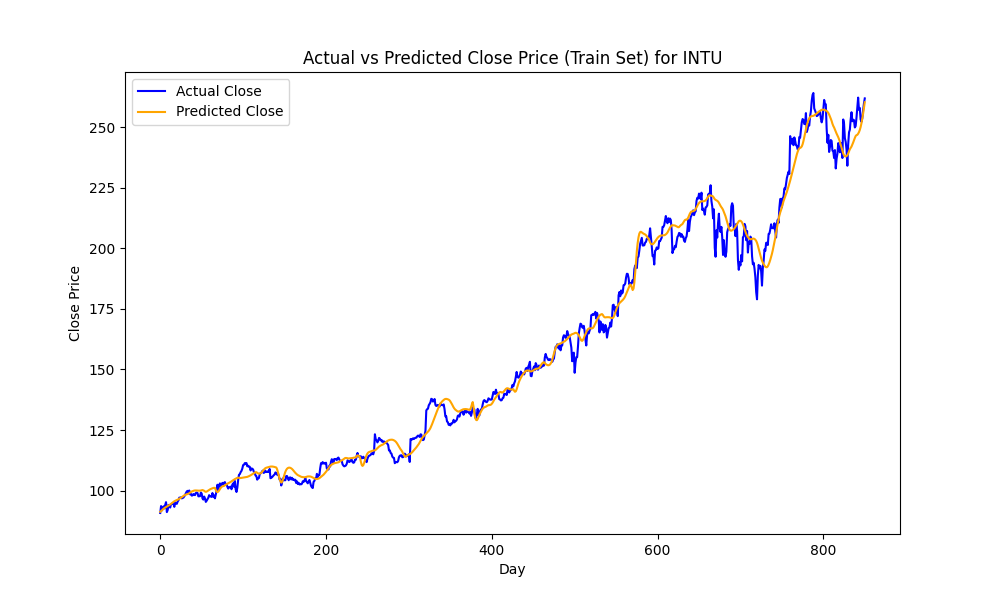 Actual vs Predicted Close Price (Train Set) for INTU
Actual Close
Predicted Close
250
225
200
175
150
125
100
Close Price
0 200 400 600 800
Day